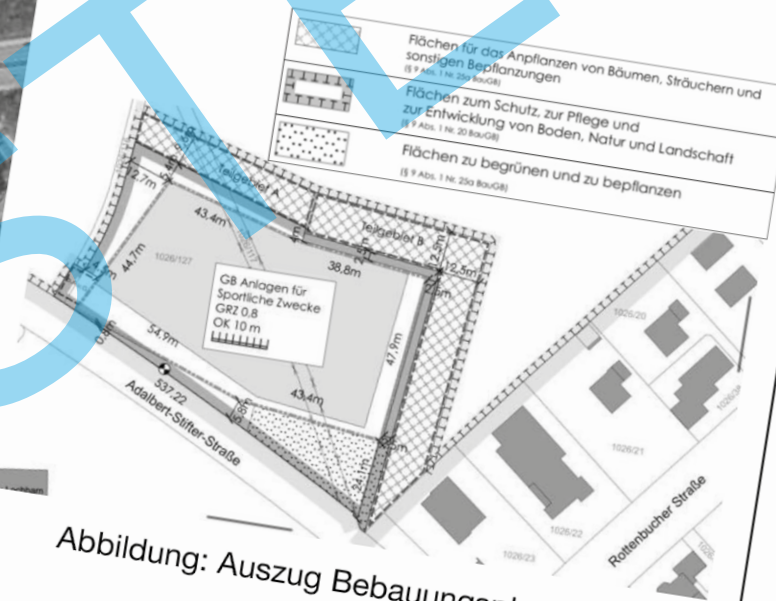 Flächen für das Anpflanzen von Bäumen, Sträuchern und
sonstigen Bepflanzungen
(§ 9 Abs. 1 Nr. 25a BauGB)
Flächen zum Schutz, zur Pflege und
zur Entwicklung von Boden, Natur und Landschaft
(§ 9 Abs. 1 Nr. 20 BauGB)
Flächen zu begrünen und zu bepflanzen
(§ 9 Abs. 1 Nr. 25a BauGB)
Teilgebiet A
Teilgebiet B
12.7m
43,4m
38,8m
12,5m
44,7m
1026/127
GB Anlagen für
Sportliche Zwecke
GRZ 0.8
OK 10 m
47,9m
54,9m
0.8m
43,4m
537.22
Adalbert-Stifter-Straße
1026/20
1026/21
1026/22
1026/23
Rottenbucher Straße
Abbildung: Auszug